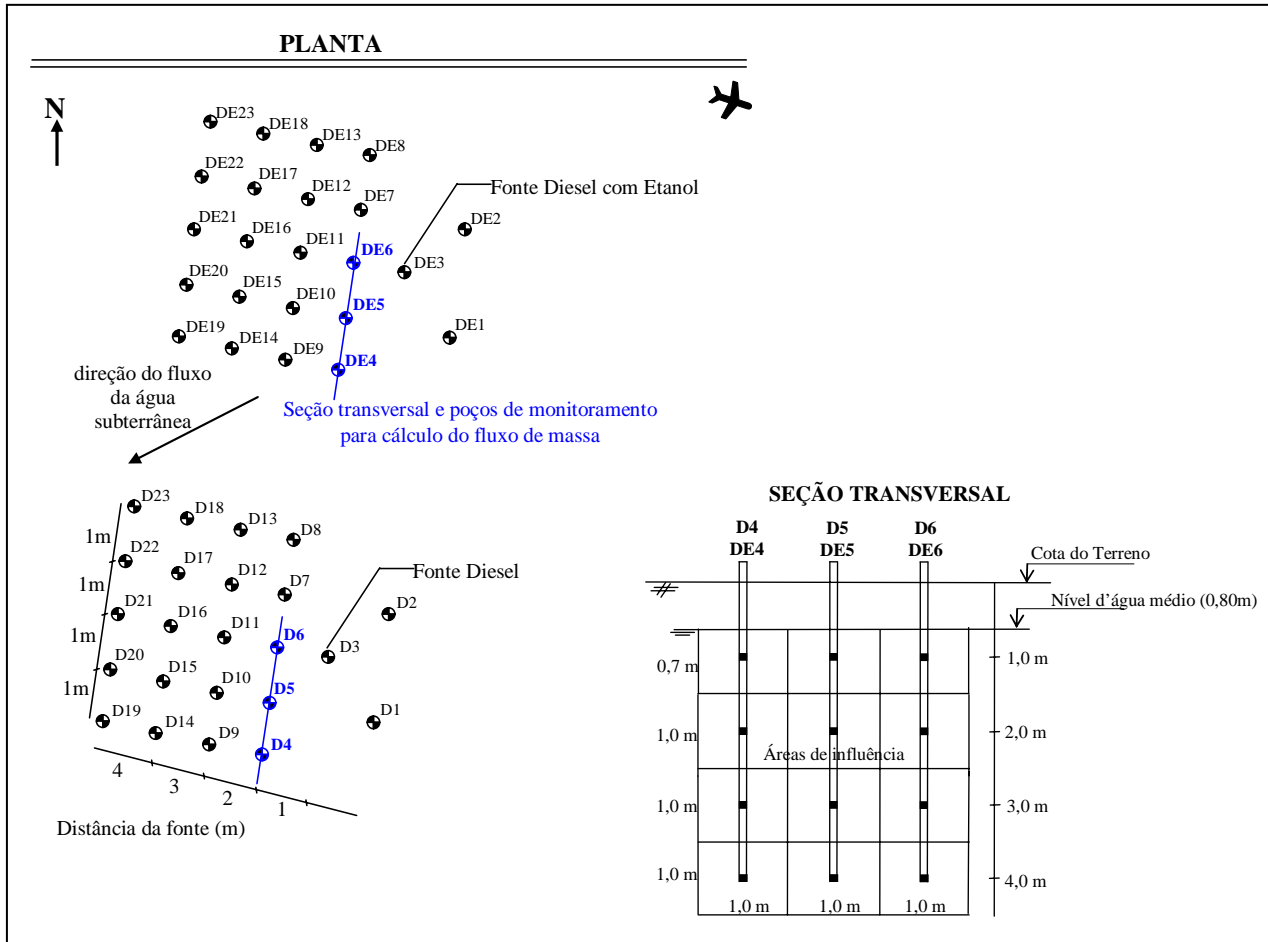 PLANTA
N
DE23
DE18
DE13
DE8
DE22
DE17
DE12
DE7
Fonte Diesel com Etanol
DE2
DE21
DE16
DE11
DE6
DE3
DE20
DE15
DE10
DE5
DE1
DE19
DE14
DE9
DE4
direção do fluxo
da água
subterrânea
Seção transversal e poços de monitoramento
para cálculo do fluxo de massa
D23
D18
D13
D8
1m
D22
D17
D12
D7
Fonte Diesel
D2
1m
D21
D16
D11
D6
D3
1m
D20
D15
D10
D5
D1
1m
D19
D14
D9
D4
4
3
2
1
Distância da fonte (m)
SEÇÃO TRANSVERSAL
D4 D5 D6
DE4 DE5 DE6
Cota do Terreno
Nível d’água médio (0,80m)
0,7 m
1,0 m
1,0 m
2,0 m
Áreas de influência
1,0 m
3,0 m
1,0 m
4,0 m
1,0 m 1,0 m 1,0 m